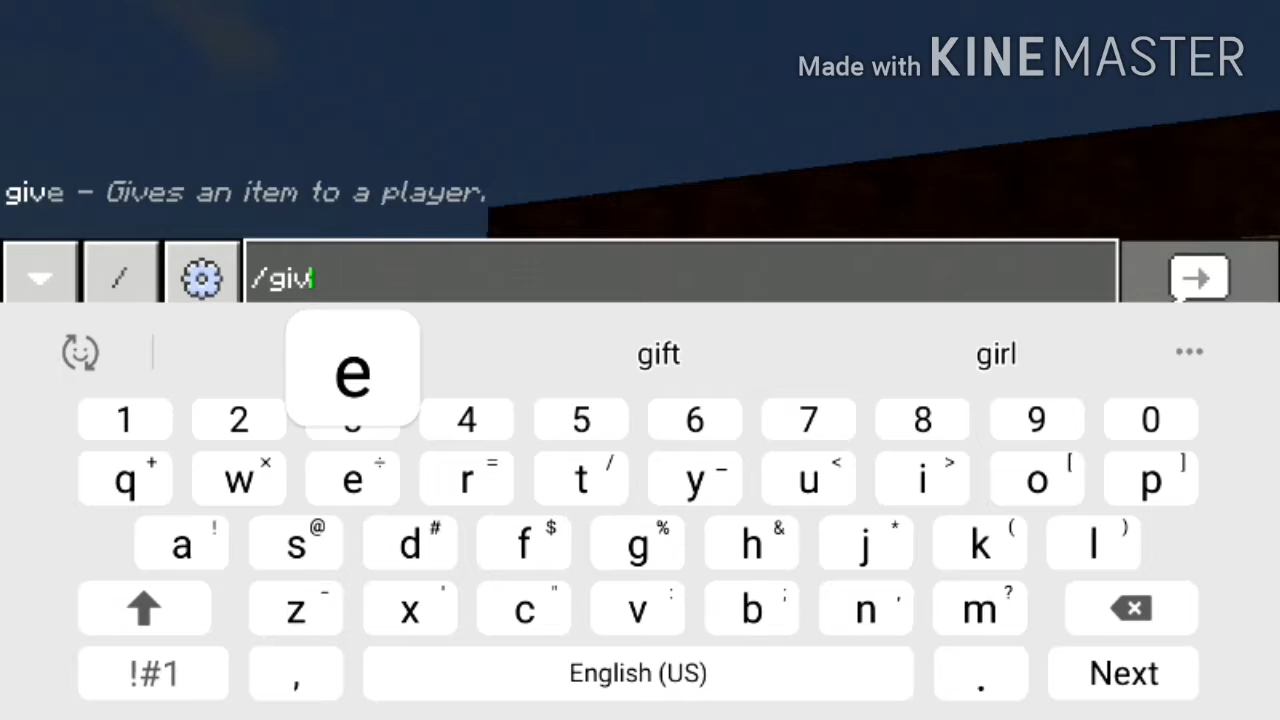 Made with KINEMASTER
give - Gives an item to a player.
/ /giv
e gift girl
1 2 4 5 6 7 8 9 0
q + w × e ÷ r = t / y _ u < i > o [ p ]
a ! s @ d # f $ g % h & j * k ( l )
z - x ' c " v : b ; n , m ?
!#1 , English (US) . Next